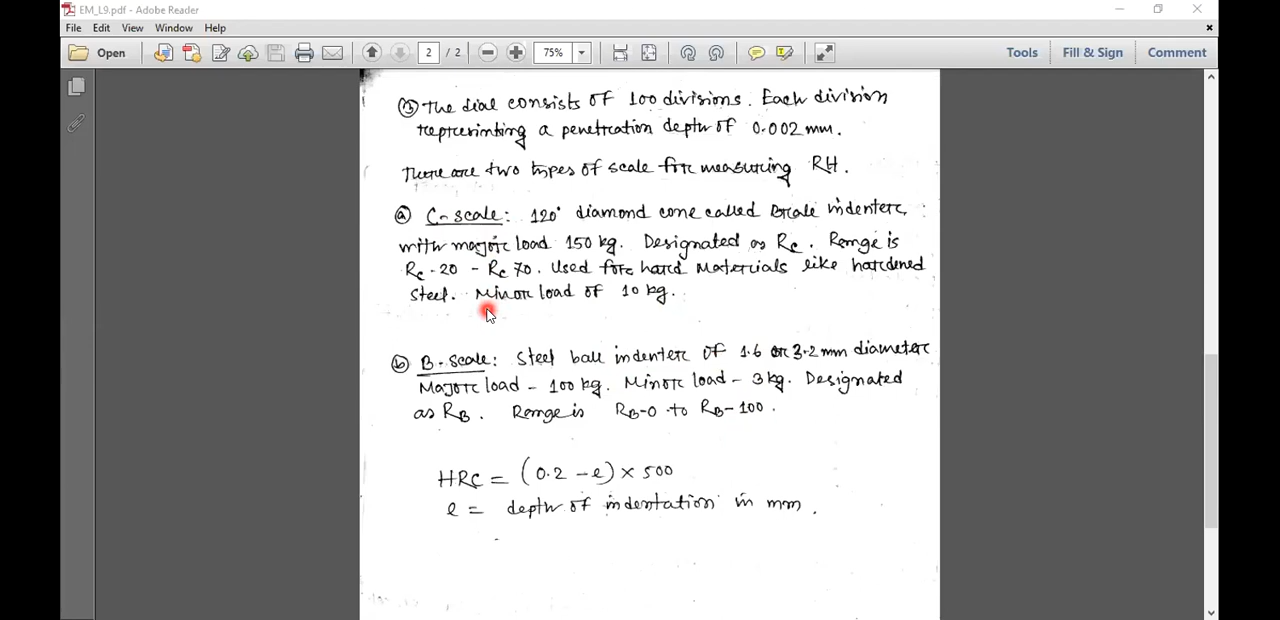 EM_L9.pdf - Adobe Reader
File Edit View Window Help
Open 2 / 2 75% Tools Fill & Sign Comment
③ The dial consists of 100 divisions. Each division
representing a penetration depth of 0.002 mm.
There are two types of scale for measuring RH.
ⓐ C-scale: 120° diamond cone called Brale indenter
with major load 150 kg. Designated as Rc. Range is
Rc-20 - Rc 70. Used for hard materials like hardened
steel. Minor load of 10 kg.
ⓑ B-scale: Steel ball indenter of 1.6 or 3.2 mm diameter
Major load - 100 kg. Minor load - 3 kg. Designated
as RB. Range is RB-0 to RB-100.
HRC = (0.2 - e) × 500
e = depth of indentation in mm.